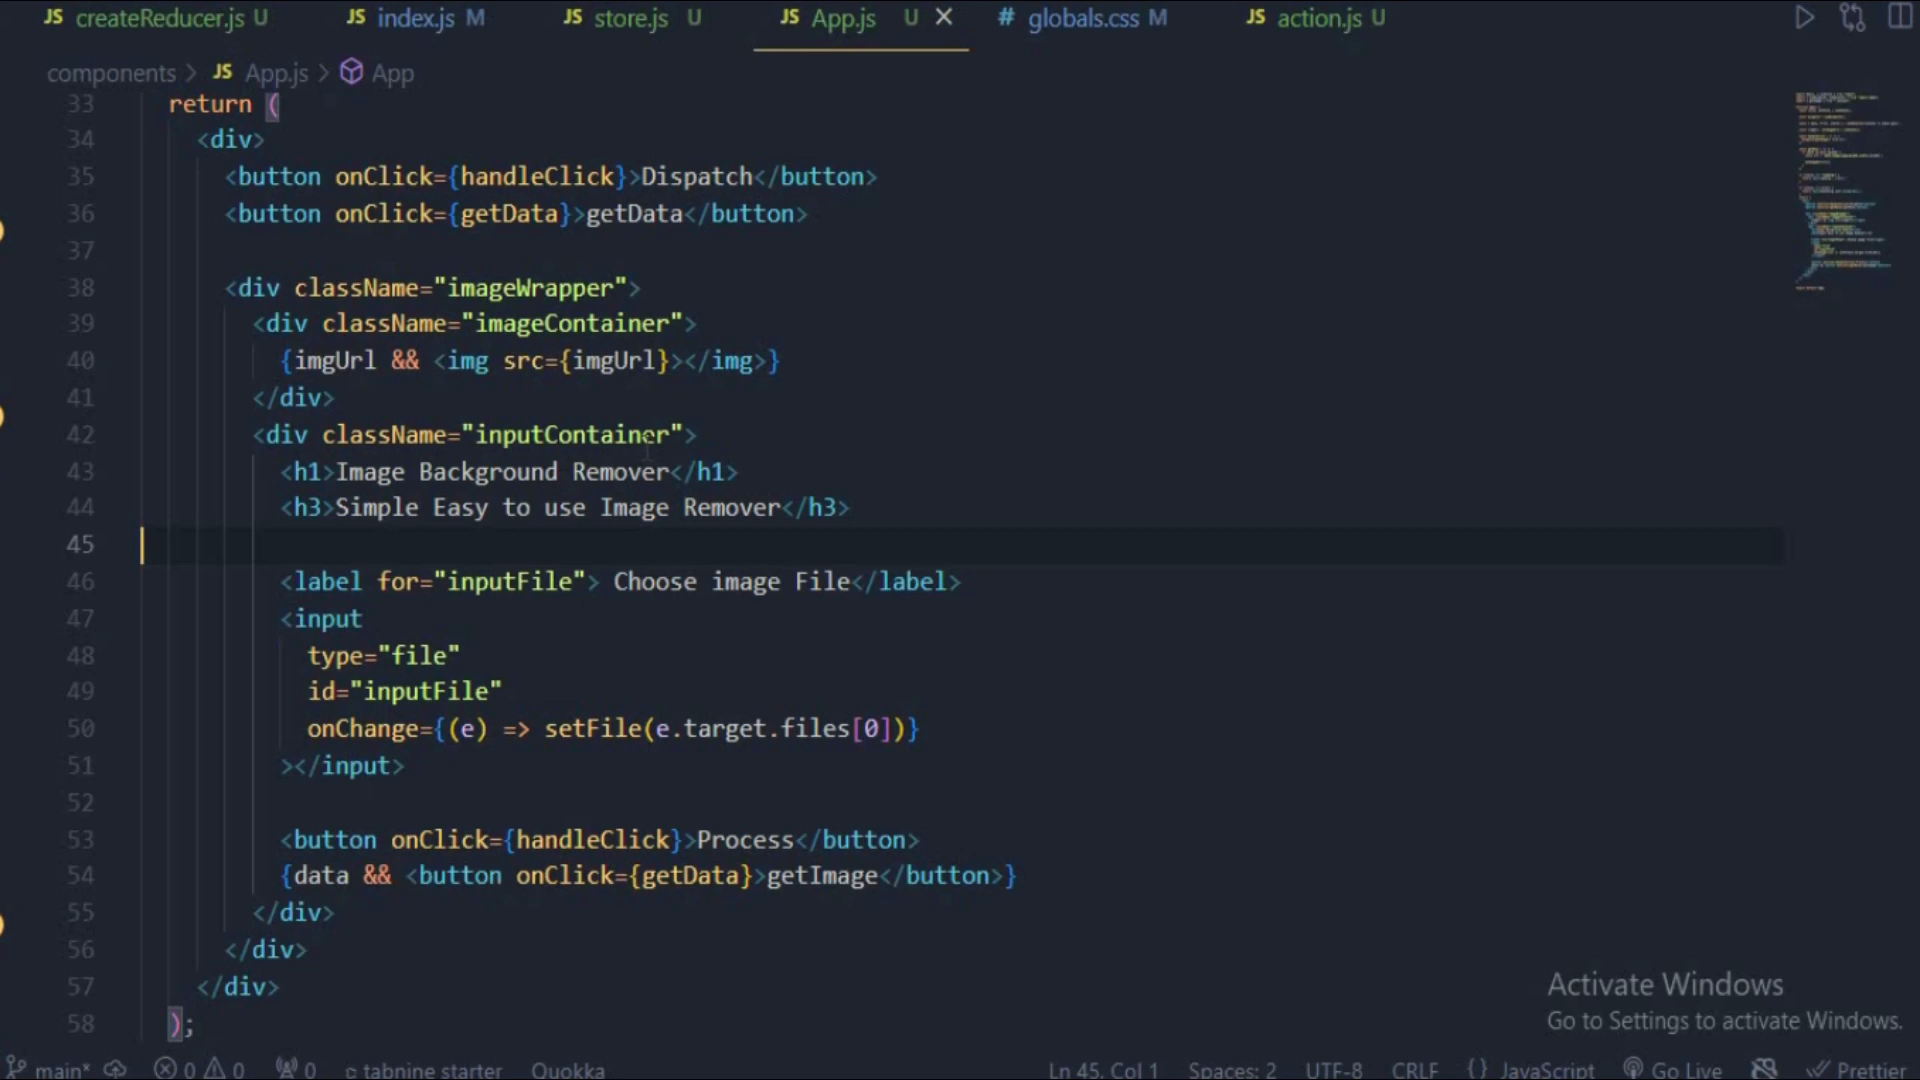 JS createReducer.js U JS index.js M JS store.js U JS App.js U # globals.css M JS action.js U
components > JS App.js > App
33 return (
34 <div>
35 <button onClick={handleClick}>Dispatch</button>
36 <button onClick={getData}>getData</button>
37
38 <div className="imageWrapper">
39 <div className="imageContainer">
40 {imgUrl && <img src={imgUrl}></img>}
41 </div>
42 <div className="inputContainer">
43 <h1>Image Background Remover</h1>
44 <h3>Simple Easy to use Image Remover</h3>
45
46 <label for="inputFile"> Choose image File</label>
47 <input
48 type="file"
49 id="inputFile"
50 onChange={(e) => setFile(e.target.files[0])}
51 ></input>
52
53 <button onClick={handleClick}>Process</button>
54 {data && <button onClick={getData}>getImage</button>}
55 </div>
56 </div>
57 </div>
58 );
Activate Windows
Go to Settings to activate Windows.
main* 0 0 0 tabnine starter Quokka Ln 45, Col 1 Spaces: 2 UTF-8 CRLF {} JavaScript Go Live Prettier